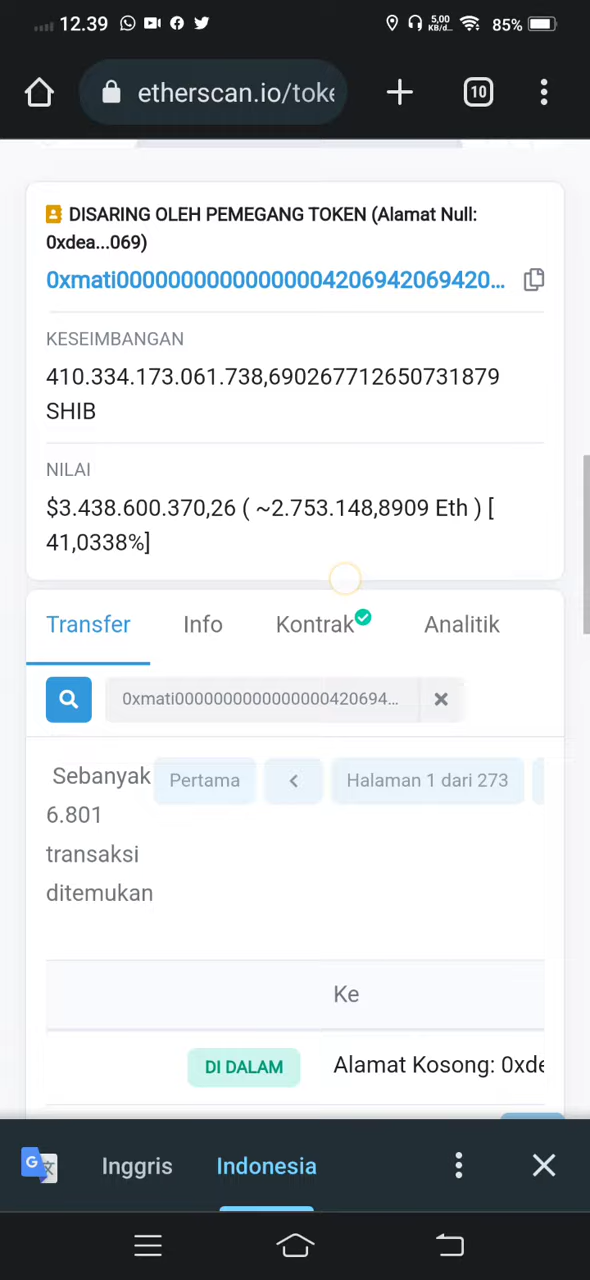 12.39
5,00
KB/d...
85%
etherscan.io/toke
10
DISARING OLEH PEMEGANG TOKEN (Alamat Null:
0xdea...069)
0xmati00000000000000004206942069420...
KESEIMBANGAN
410.334.173.061.738,690267712650731879
SHIB
NILAI
$3.438.600.370,26 ( ~2.753.148,8909 Eth ) [
41,0338%]
Transfer Info Kontrak Analitik
0xmati0000000000000000420694...
Sebanyak
6.801
transaksi
ditemukan
Pertama
Halaman 1 dari 273
Ke
DI DALAM
Alamat Kosong: 0xde
G 文
Inggris Indonesia